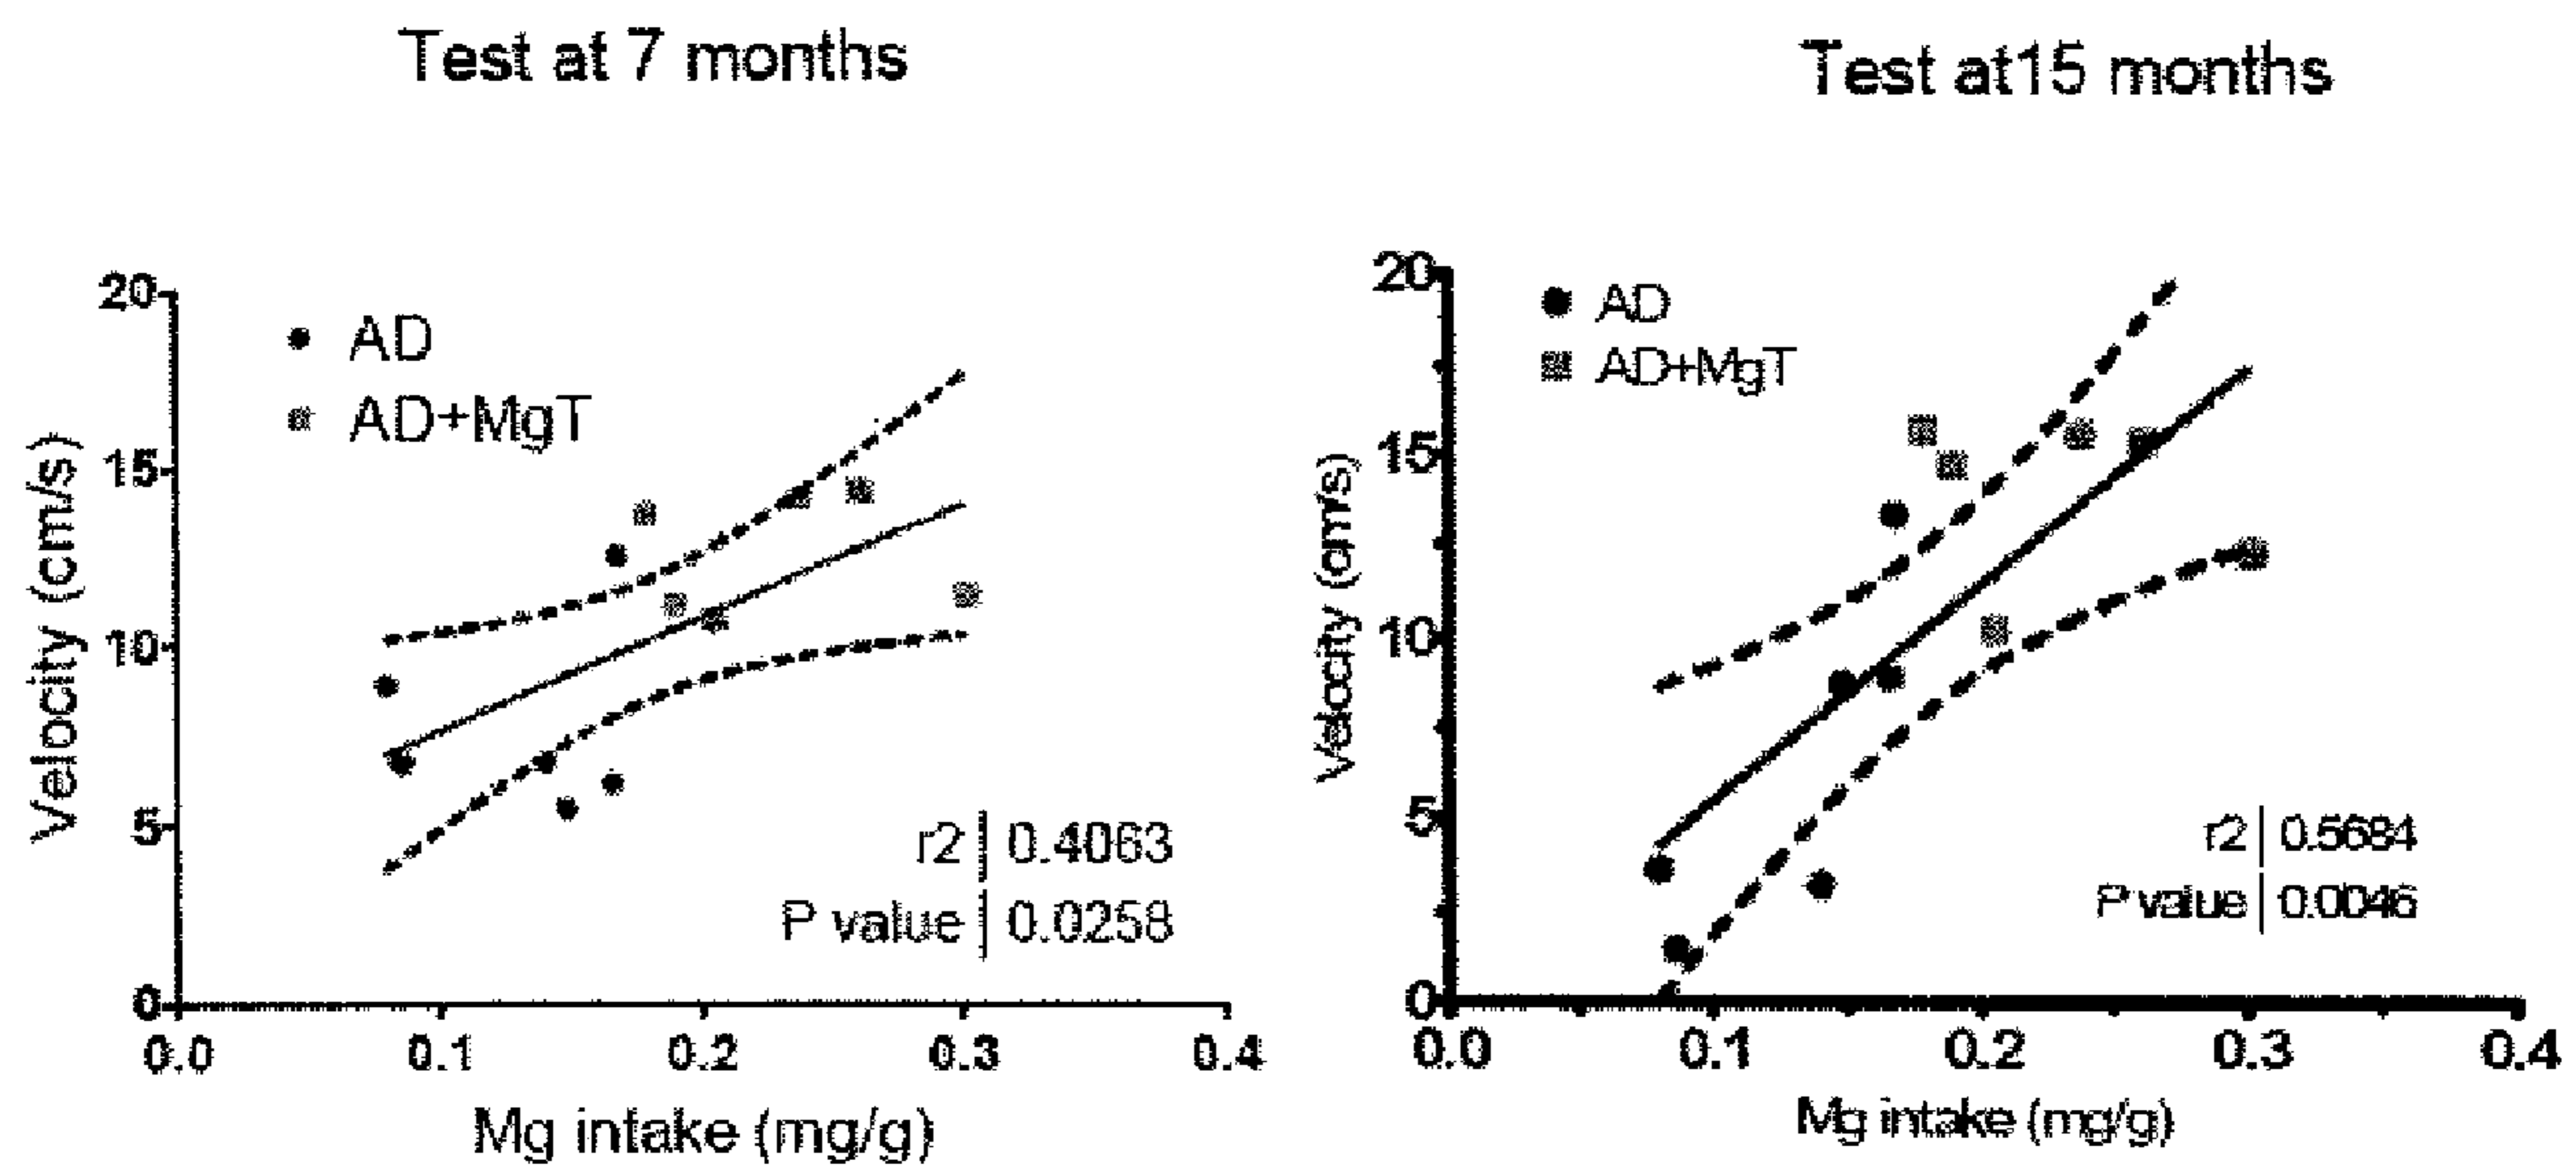 Test at 7 months
20
15
10
5
0
AD
AD+MgT
Velocity (cm/s)
r2 | 0.4063
P value | 0.0258
0.0 0.1 0.2 0.3 0.4
Mg intake (mg/g)
Test at15 months
20
15
10
5
0
AD
AD+MgT
Velocity (cm/s)
r2 | 0.5684
P value | 0.0046
0.0 0.1 0.2 0.3 0.4
Mg intake (mg/g)